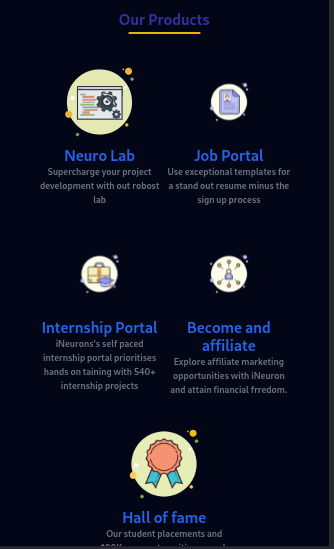 Our Products
Neuro Lab
Supercharge your project
development with out robost
lab
Job Portal
Use exceptional templates for
a stand out resume minus the
sign up process
Internship Portal
iNeurons's self paced
internship portal prioritises
hands on taining with 540+
internship projects
Become and
affiliate
Explore affiliate marketing
opportunities with iNeuron
and attain financial frredom.
Hall of fame
Our student placements and